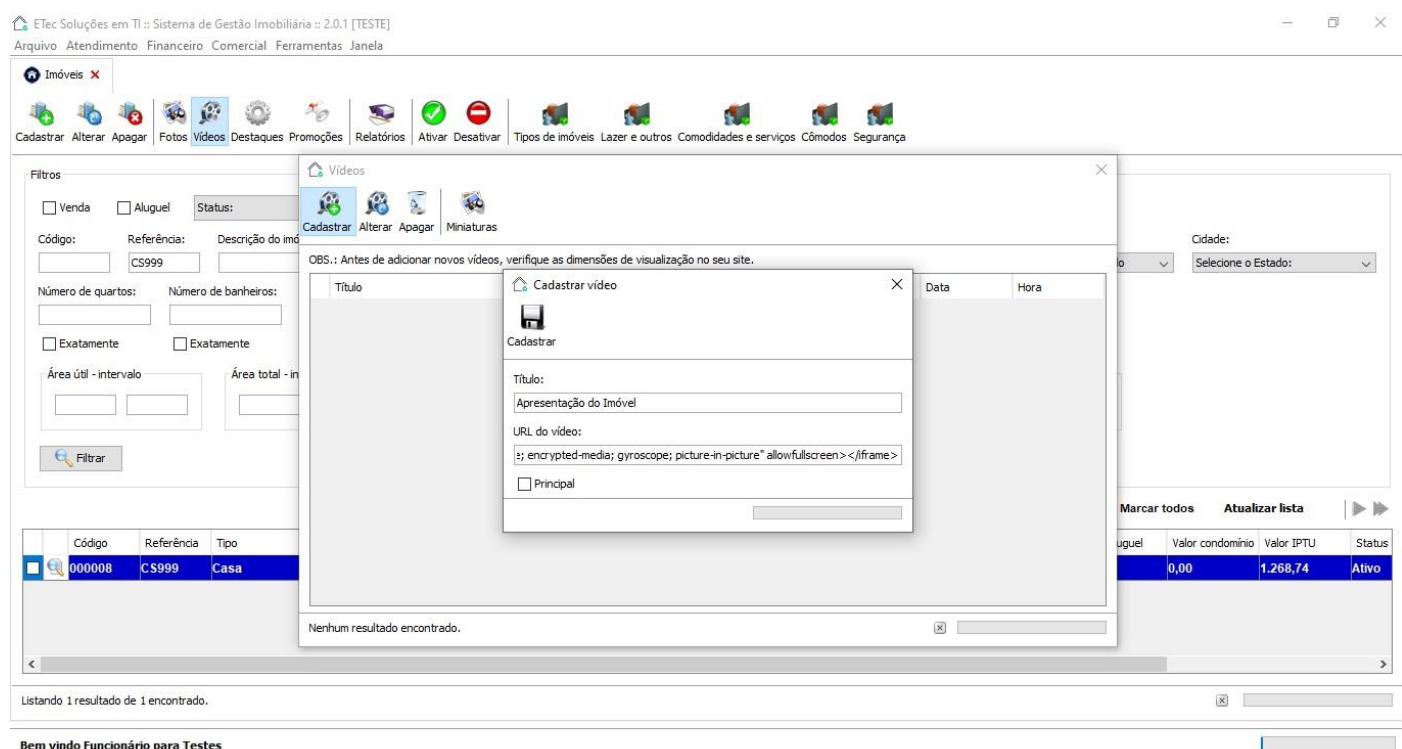 ETec Soluções em TI :: Sistema de Gestão Imobiliária :: 2.0.1 [TESTE]
Arquivo Atendimento Financeiro Comercial Ferramentas Janela
Imóveis
Cadastrar Alterar Apagar Fotos Vídeos Destaques Promoções Relatórios Ativar Desativar Tipos de imóveis Lazer e outros Comodidades e serviços Cômodos Segurança
Filtros
Venda Aluguel Status:
Código: Referência: Descrição do imó
CS999
Número de quartos: Número de banheiros:
Exatamente Exatamente
Área útil - intervalo Área total - in
Filtrar
Cidade:
Selecione o Estado:
Vídeos
Cadastrar Alterar Apagar Miniaturas
OBS.: Antes de adicionar novos vídeos, verifique as dimensões de visualização no seu site.
Título Data Hora
Cadastrar vídeo
Cadastrar
Título:
Apresentação do Imóvel
URL do vídeo:
; encrypted-media; gyroscope; picture-in-picture" allowfullscreen></iframe>
Principal
Nenhum resultado encontrado.
Marcar todos Atualizar lista
Código Referência Tipo uguel Valor condomínio Valor IPTU Status
000008 CS999 Casa 0,00 1.268,74 Ativo
Listando 1 resultado de 1 encontrado.
Bem vindo Funcionário para Testes